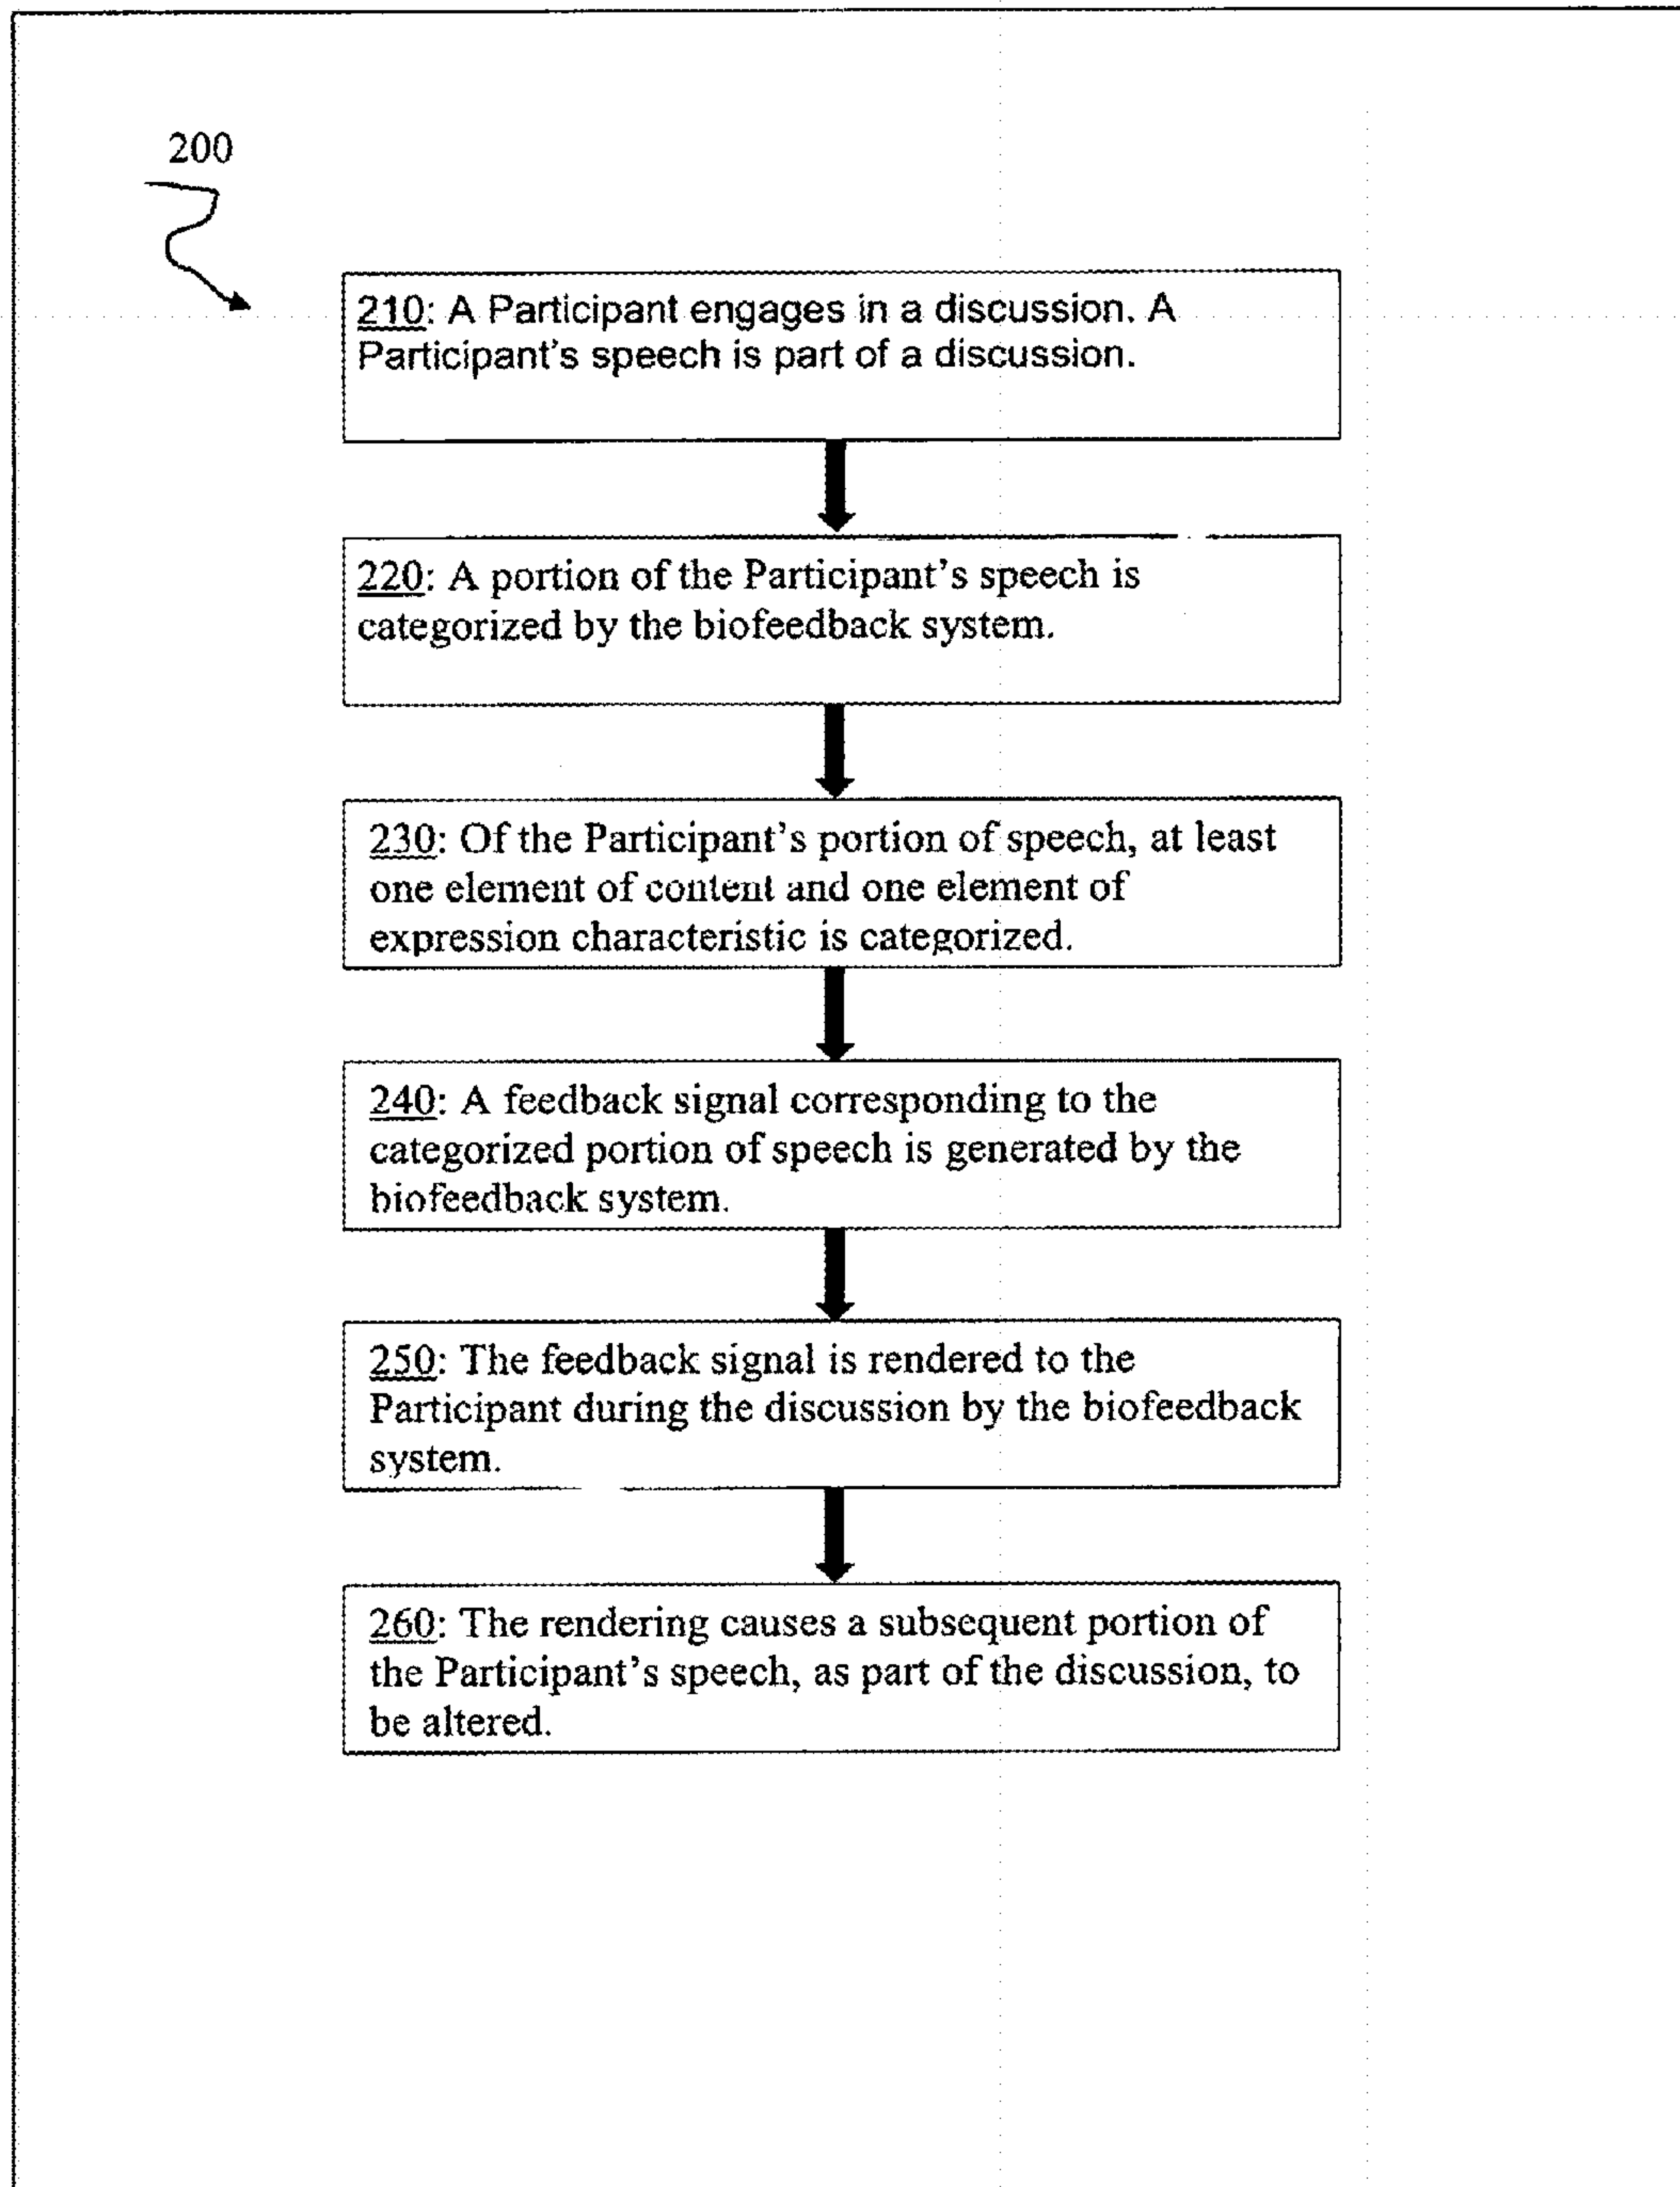 200
210: A Participant engages in a discussion. A
Participant's speech is part of a discussion.
220: A portion of the Participant's speech is
categorized by the biofeedback system.
230: Of the Participant's portion of speech, at least
one element of content and one element of
expression characteristic is categorized.
240: A feedback signal corresponding to the
categorized portion of speech is generated by the
biofeedback system.
250: The feedback signal is rendered to the
Participant during the discussion by the biofeedback
system.
260: The rendering causes a subsequent portion of
the Participant's speech, as part of the discussion, to
be altered.